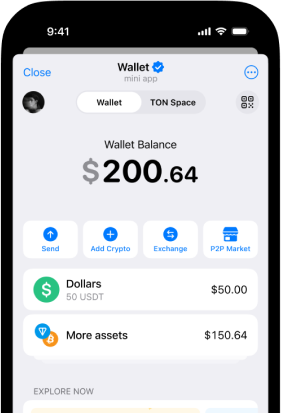 9:41
Close
Wallet
mini app
Wallet
TON Space
Wallet Balance
$200.64
Send
Add Crypto
Exchange
P2P Market
Dollars
$50.00
50 USDT
More assets
$150.64
EXPLORE NOW